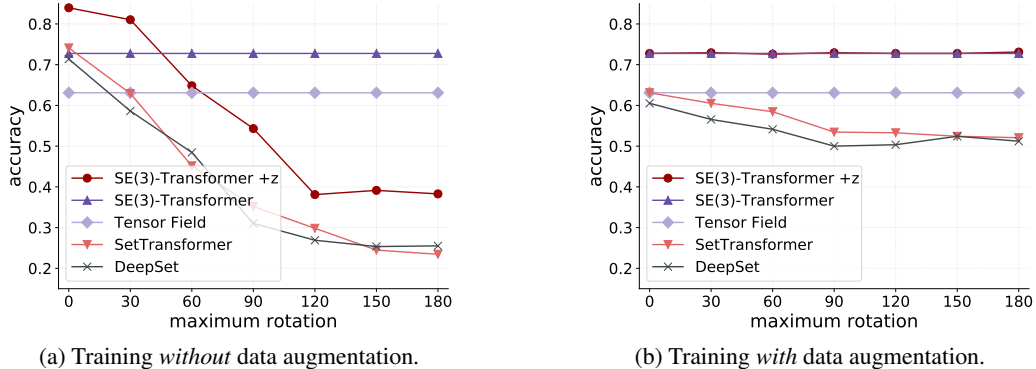 0.8
0.7
0.6
0.5
0.4
0.3
0.2
accuracy
SE(3)-Transformer +z
SE(3)-Transformer
Tensor Field
SetTransformer
DeepSet
0 30 60 90 120 150 180
maximum rotation
(a) Training without data augmentation.
0.8
0.7
0.6
0.5
0.4
0.3
0.2
accuracy
SE(3)-Transformer +z
SE(3)-Transformer
Tensor Field
SetTransformer
DeepSet
0 30 60 90 120 150 180
maximum rotation
(b) Training with data augmentation.